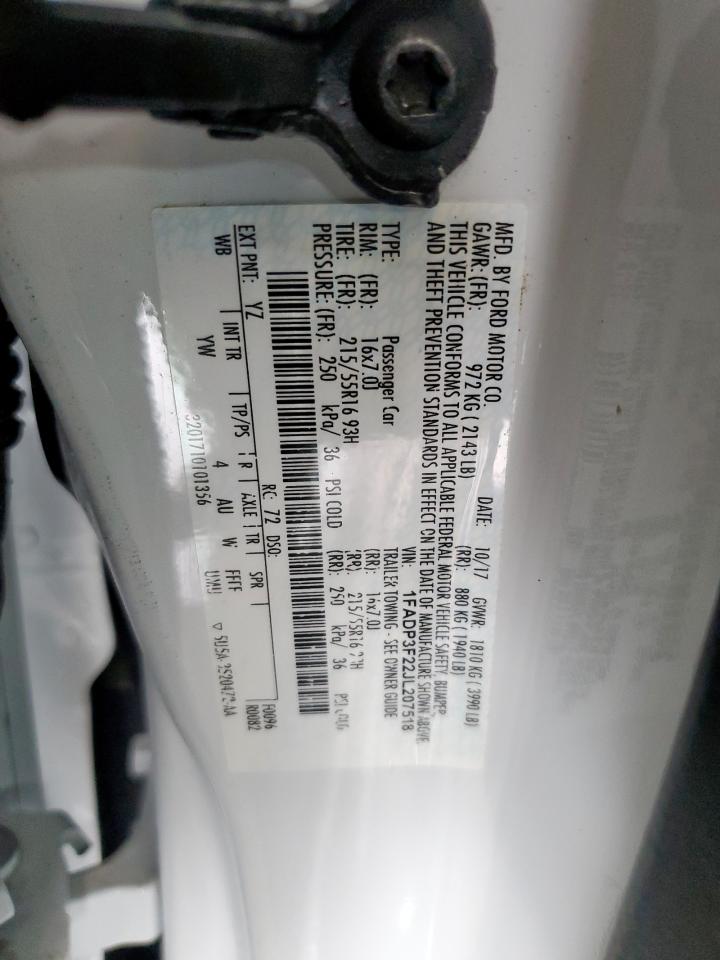 MFD. BY FORD MOTOR CO.
DATE: 10/17 GVWR: 1810 KG ( 3990 LB)
GAWR: (FR): 972 KG ( 2143 LB) (RR): 880 KG ( 1940 LB)
THIS VEHICLE CONFORMS TO ALL APPLICABLE FEDERAL MOTOR VEHICLE SAFETY, BUMPER
AND THEFT PREVENTION STANDARDS IN EFFECT ON THE DATE OF MANUFACTURE SHOWN ABOVE
VIN: 1FADP3F22JL207518
TYPE: Passenger Car TRAILER TOWING - SEE OWNER GUIDE
RIM: (FR): 16x7.0J (RR): 16x7.0J
TIRE: (FR): 215/55R16 93H (RR): 215/55R16 93H
PRESSURE: (FR): 250 kPa/ 36 PSI COLD (RR): 250 kPa/ 36 PSI COLD
F0096
RC: 72 DSO: R0082
EXT PNT: YZ
WB INT TR TP/PS R AXLE TR SPR
YW 4 AU W FFFF UMU
3201710101356